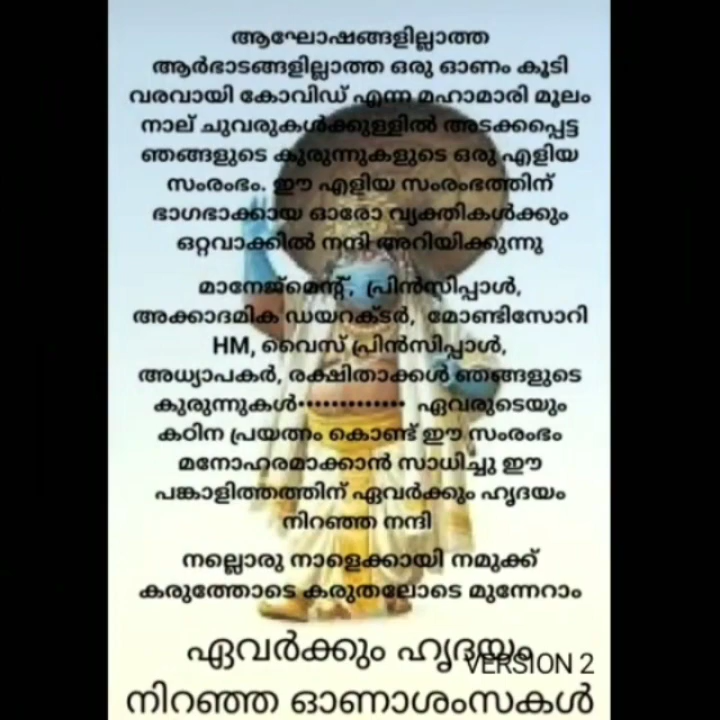 ആഘോഷങ്ങളില്ലാത്ത
ആർഭാടങ്ങളില്ലാത്ത ഒരു ഓണം കൂടി
വരവായി കോവിഡ് എന്ന മഹാമാരി മൂലം
നാല് ചുവരുകൾക്കുള്ളിൽ അടക്കപ്പെട്ട
ഞങ്ങളുടെ കുരുന്നുകളുടെ ഒരു എളിയ
സംരംഭം. ഈ എളിയ സംരംഭത്തിന്
ഭാഗഭാക്കായ ഓരോ വ്യക്തികൾക്കും
ഒറ്റവാക്കിൽ നന്ദി അറിയിക്കുന്നു
മാനേജ്മെന്റ്, പ്രിൻസിപ്പാൾ,
അക്കാദമിക ഡയറക്ടർ, മോണ്ടിസോറി
HM, വൈസ് പ്രിൻസിപ്പാൾ,
അധ്യാപകർ, രക്ഷിതാക്കൾ ഞങ്ങളുടെ
കുരുന്നുകൾ•••••••••••••• ഏവരുടെയും
കഠിന പ്രയത്നം കൊണ്ട് ഈ സംരംഭം
മനോഹരമാക്കാൻ സാധിച്ചു ഈ
പങ്കാളിത്തത്തിന് ഏവർക്കും ഹൃദയം
നിറഞ്ഞ നന്ദി
നല്ലൊരു നാളെക്കായി നമുക്ക്
കരുത്തോടെ കരുതലോടെ മുന്നേറാം
ഏവർക്കും ഹൃദയം
VERSION 2
നിറഞ്ഞ ഓണാശംസകൾ